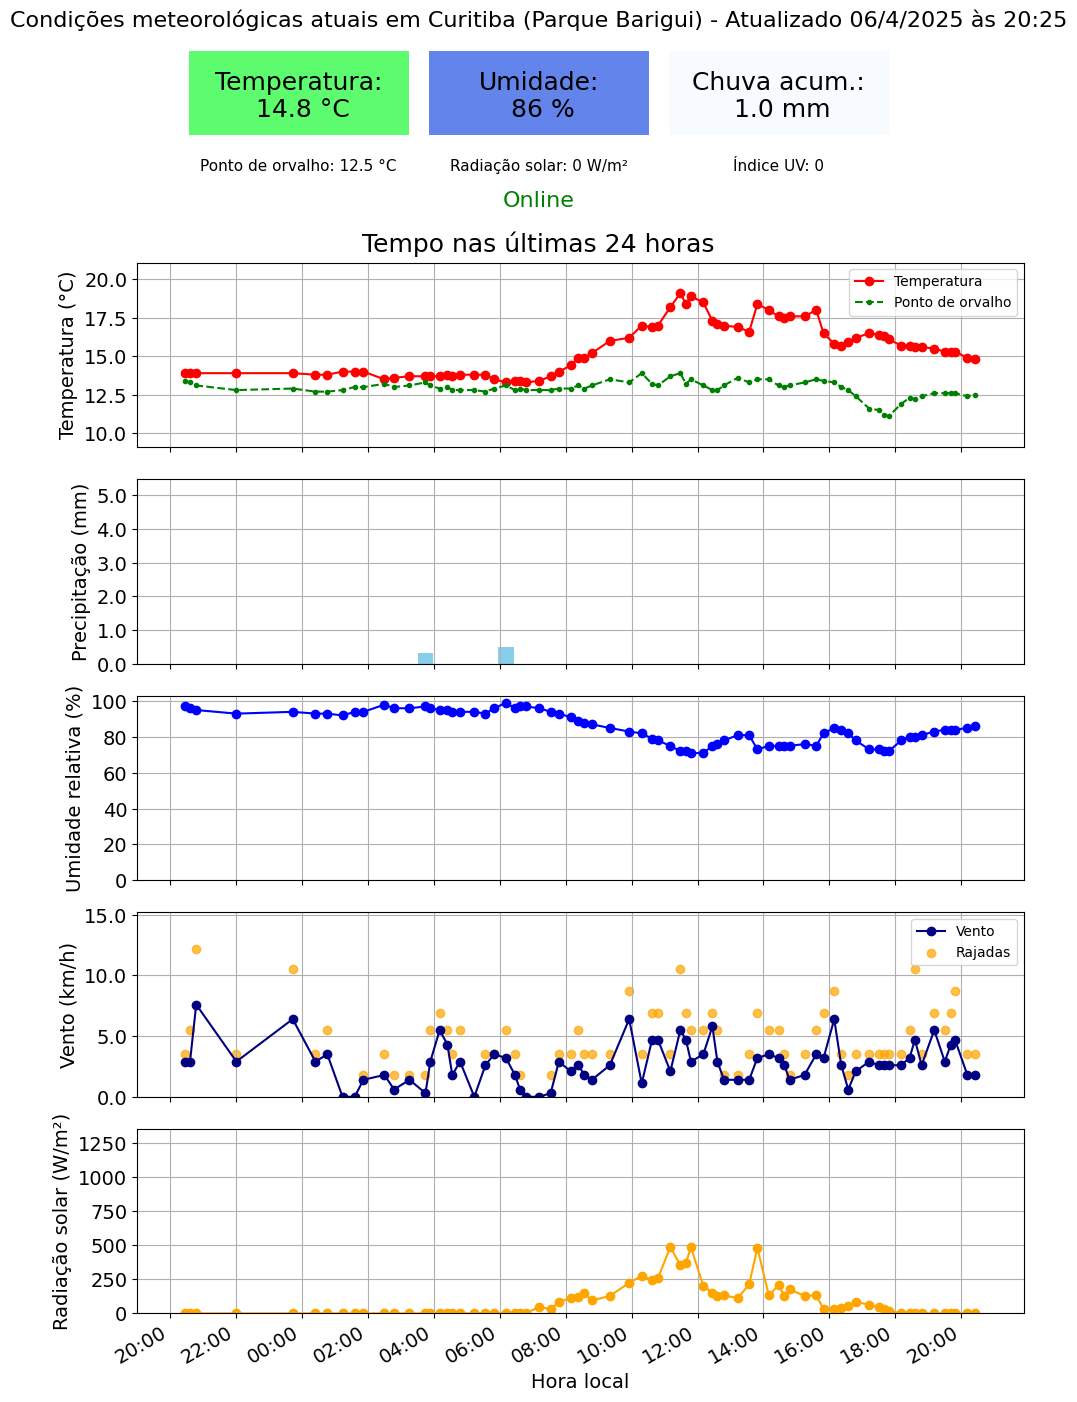 Condições meteorológicas atuais em Curitiba (Parque Barigui) - Atualizado 06/4/2025 às 20:25
Temperatura:
14.8 °C
Umidade:
86 %
Chuva acum.:
1.0 mm
Ponto de orvalho: 12.5 °C
Radiação solar: 0 W/m²
Índice UV: 0
Online
Tempo nas últimas 24 horas
Temperatura (°C)
20.0
17.5
15.0
12.5
10.0
Temperatura
Ponto de orvalho
Precipitação (mm)
5.0
4.0
3.0
2.0
1.0
0.0
Umidade relativa (%)
100
80
60
40
20
0
Vento (km/h)
15.0
10.0
5.0
0.0
Vento
Rajadas
Radiação solar (W/m²)
1250
1000
750
500
250
0
20:00
22:00
00:00
02:00
04:00
06:00
08:00
10:00
12:00
14:00
16:00
18:00
20:00
Hora local